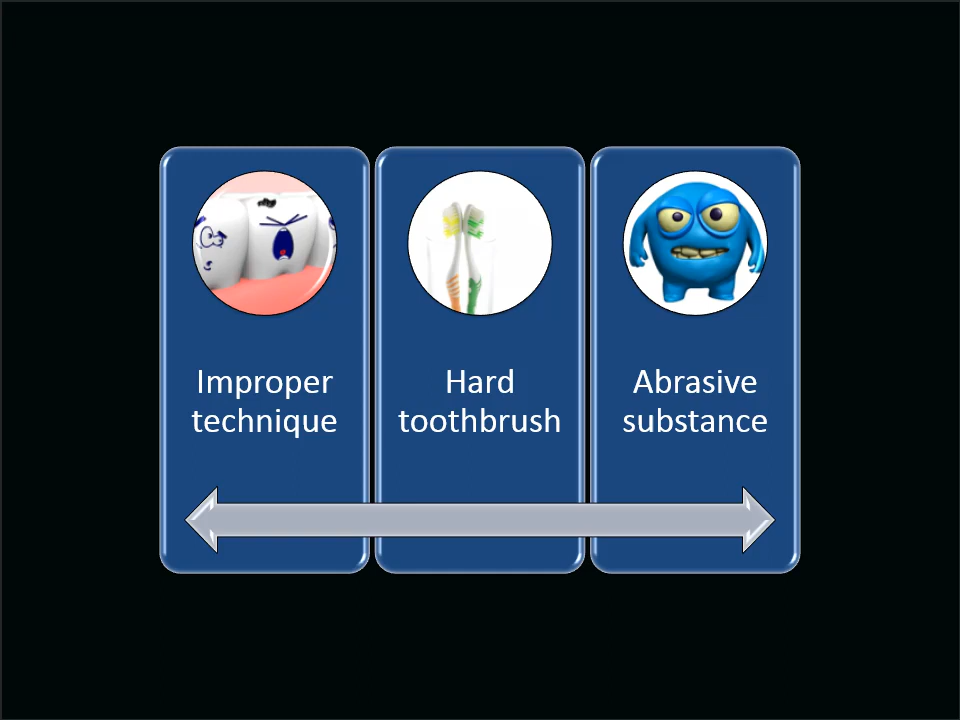 Improper
technique
Hard
toothbrush
Abrasive
substance